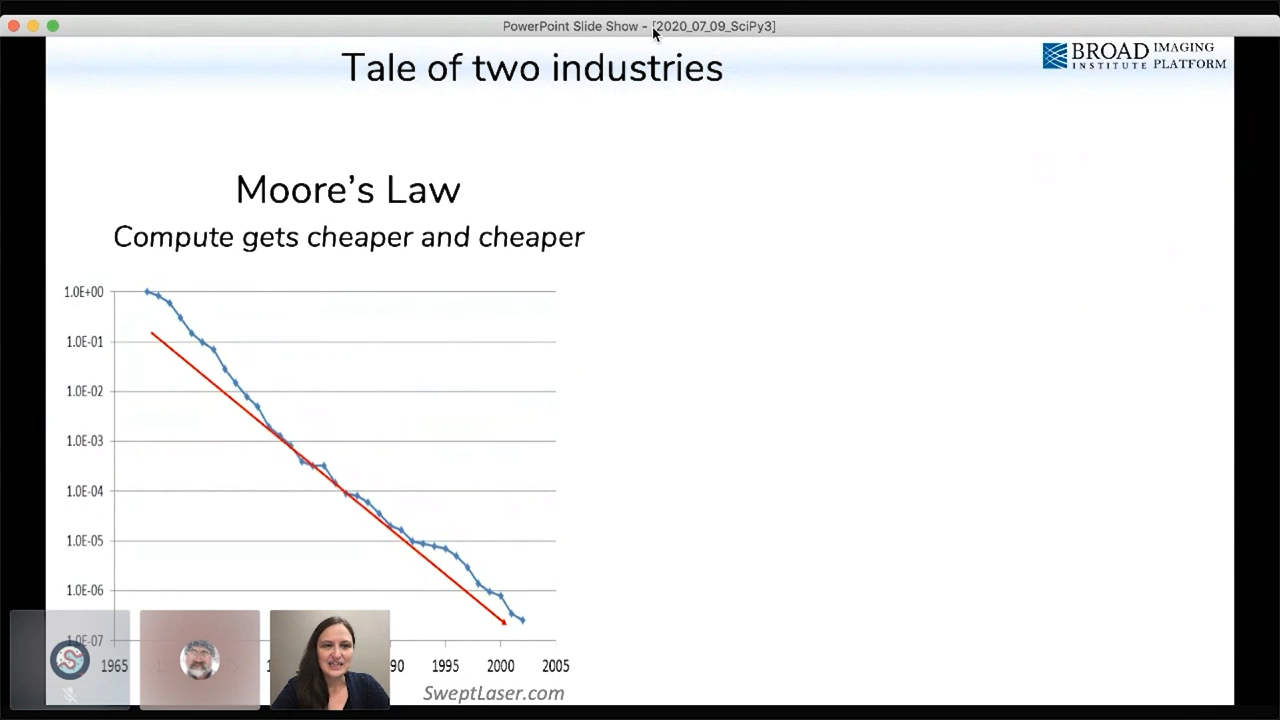 PowerPoint Slide Show - [2020_07_09_SciPy3]
Tale of two industries
BROAD INSTITUTE
IMAGING PLATFORM
Moore's Law
Compute gets cheaper and cheaper
1.0E+00
1.0E-01
1.0E-02
1.0E-03
1.0E-04
1.0E-05
1.0E-06
1.0E-07
1965
1995
2000
2005
SweptLaser.com